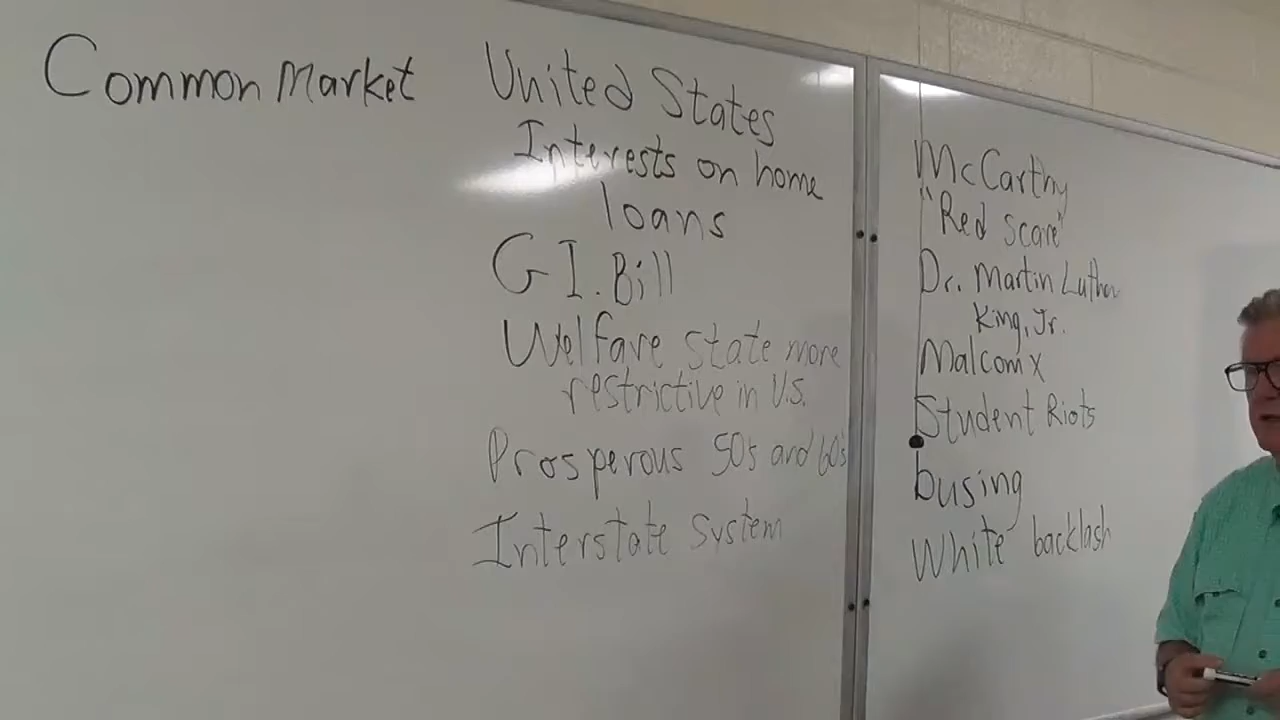 Common Market
United States
Interests on home
loans
G I. Bill
Welfare state more
restrictive in U.S.
Prosperous 50s and 60s
Interstate System
McCarthy
"Red Scare"
Dr. Martin Luther
King, Jr.
Malcom X
Student Riots
busing
White backlash